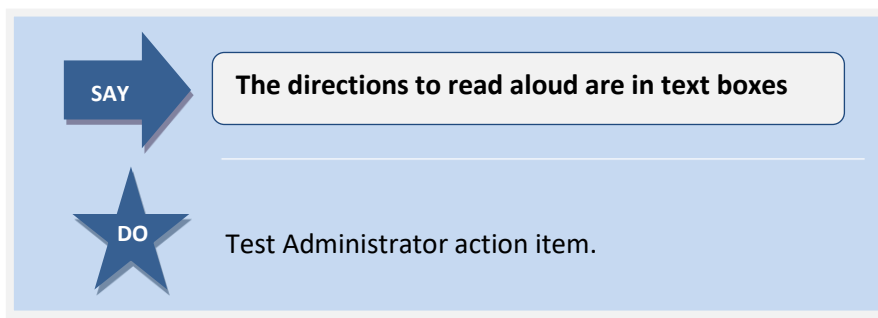 SAY
The directions to read aloud are in text boxes
DO
Test Administrator action item.